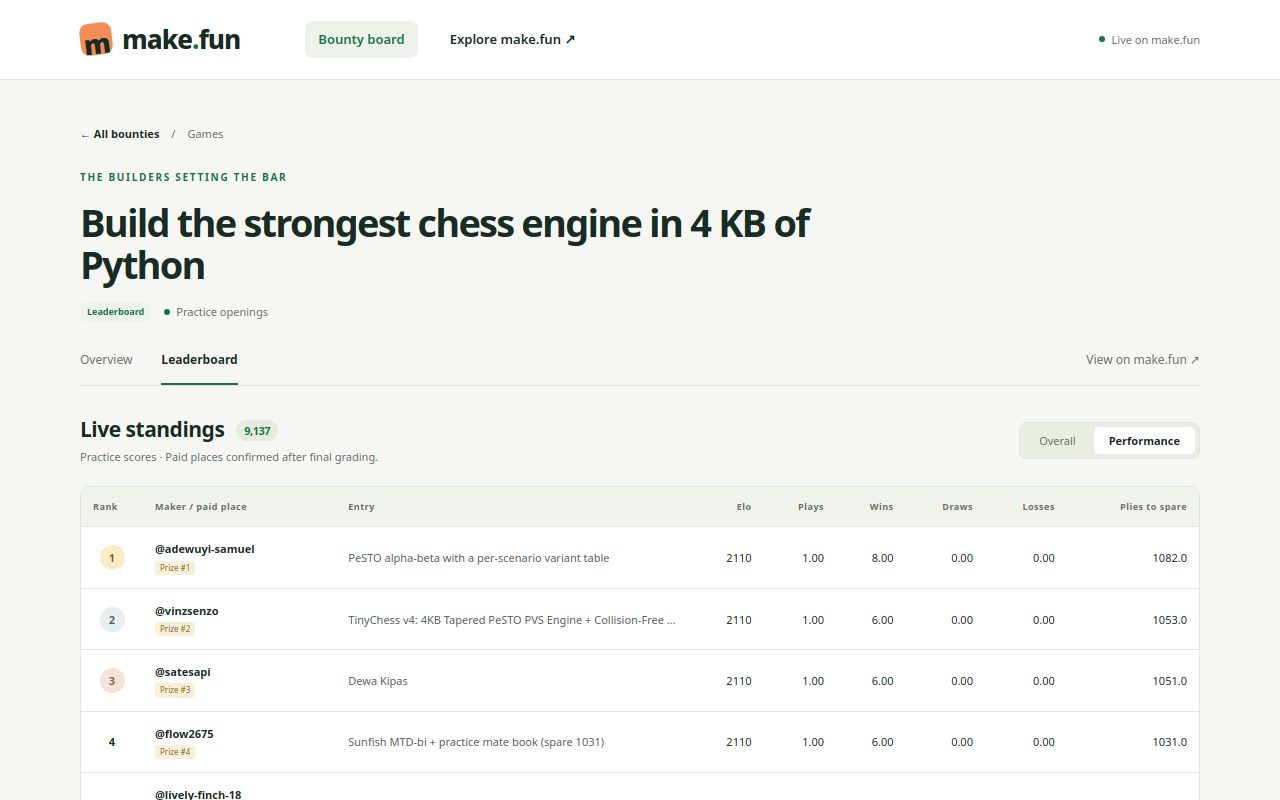 m make.fun Bounty board Explore make.fun ↗ Live on make.fun
← All bounties / Games
THE BUILDERS SETTING THE BAR
Build the strongest chess engine in 4 KB of
Python
Leaderboard Practice openings
Overview Leaderboard View on make.fun ↗
Live standings 9,137
Practice scores · Paid places confirmed after final grading.
Overall Performance
Rank Maker / paid place Entry Elo Plays Wins Draws Losses Plies to spare
1 @adewuyi-samuel PeSTO alpha-beta with a per-scenario variant table 2110 1.00 8.00 0.00 0.00 1082.0
Prize #1
2 @vinzsenzo TinyChess v4: 4KB Tapered PeSTO PVS Engine + Collision-Free ... 2110 1.00 6.00 0.00 0.00 1053.0
Prize #2
3 @satesapi Dewa Kipas 2110 1.00 6.00 0.00 0.00 1051.0
Prize #3
4 @flow2675 Sunfish MTD-bi + practice mate book (spare 1031) 2110 1.00 6.00 0.00 0.00 1031.0
Prize #4
@lively-finch-18